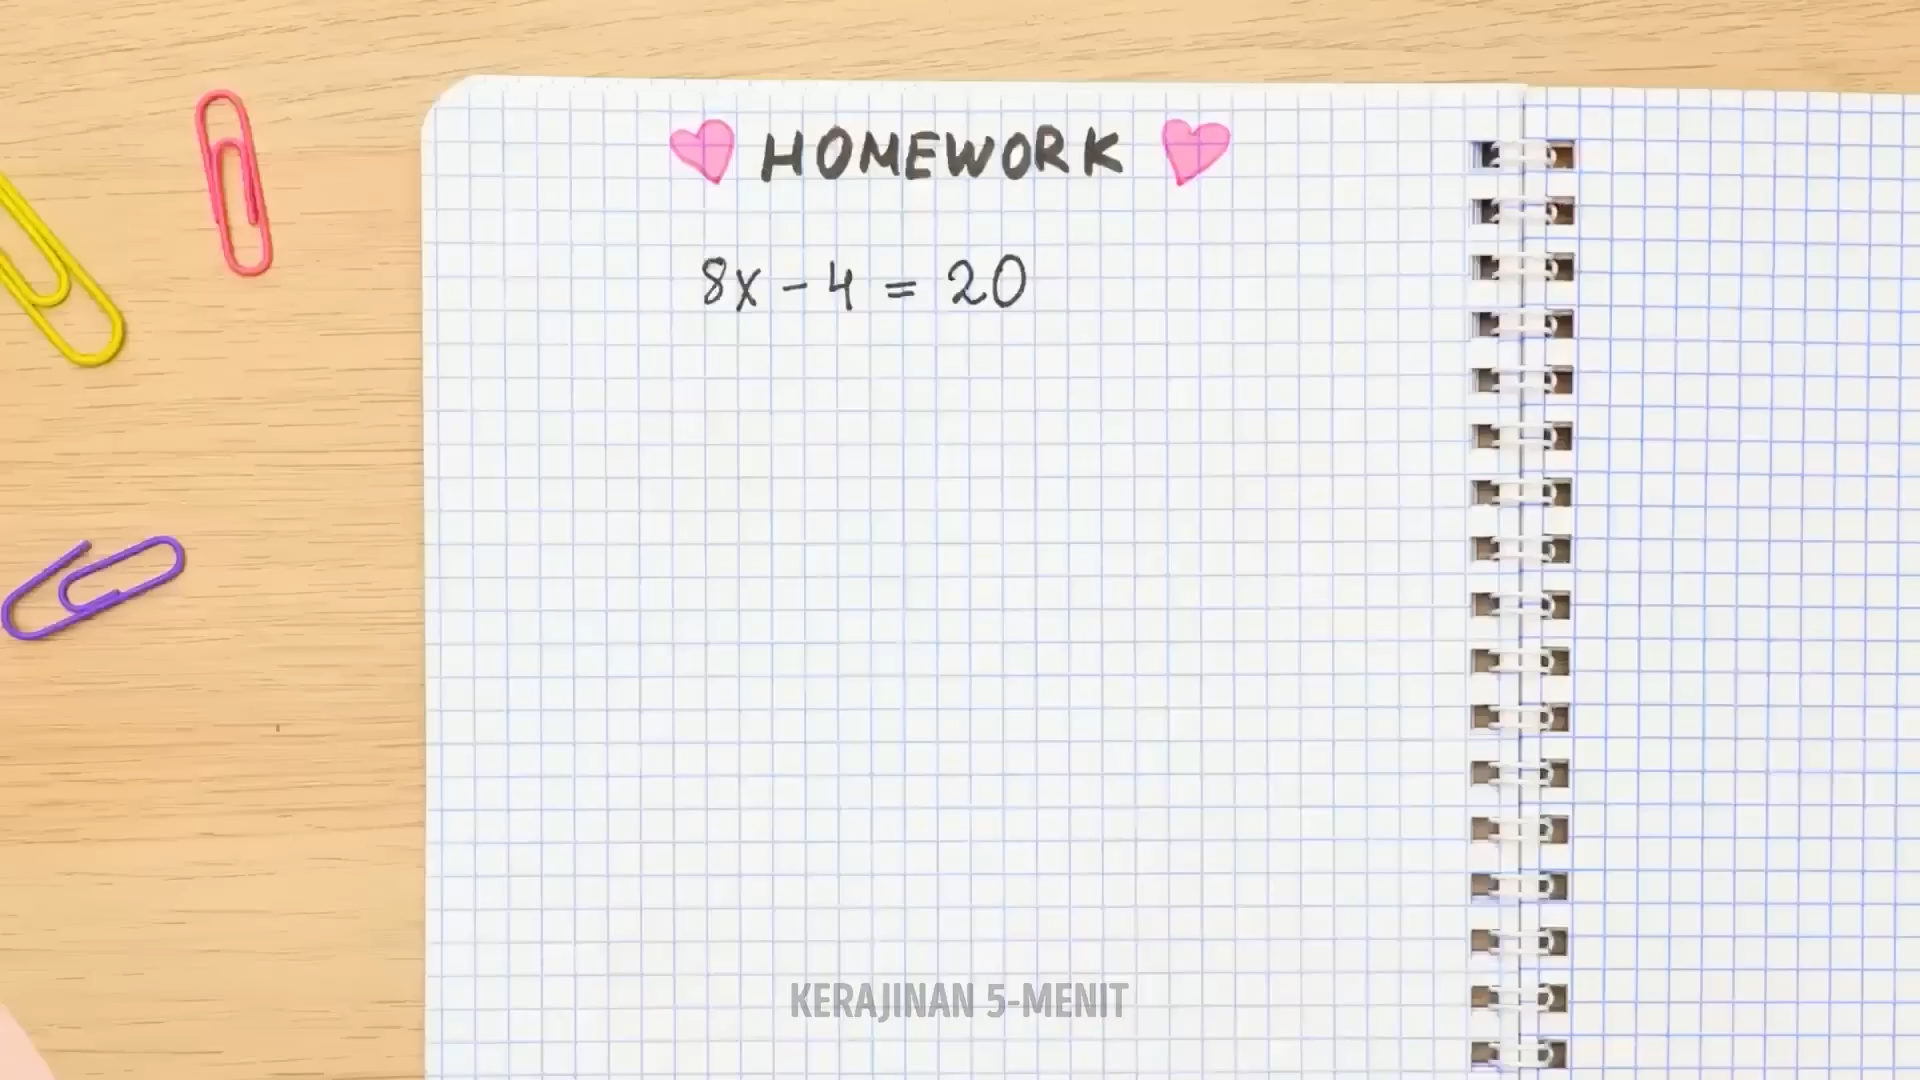 HOMEWORK
8x - 4 = 20
KERAJINAN 5-MENIT